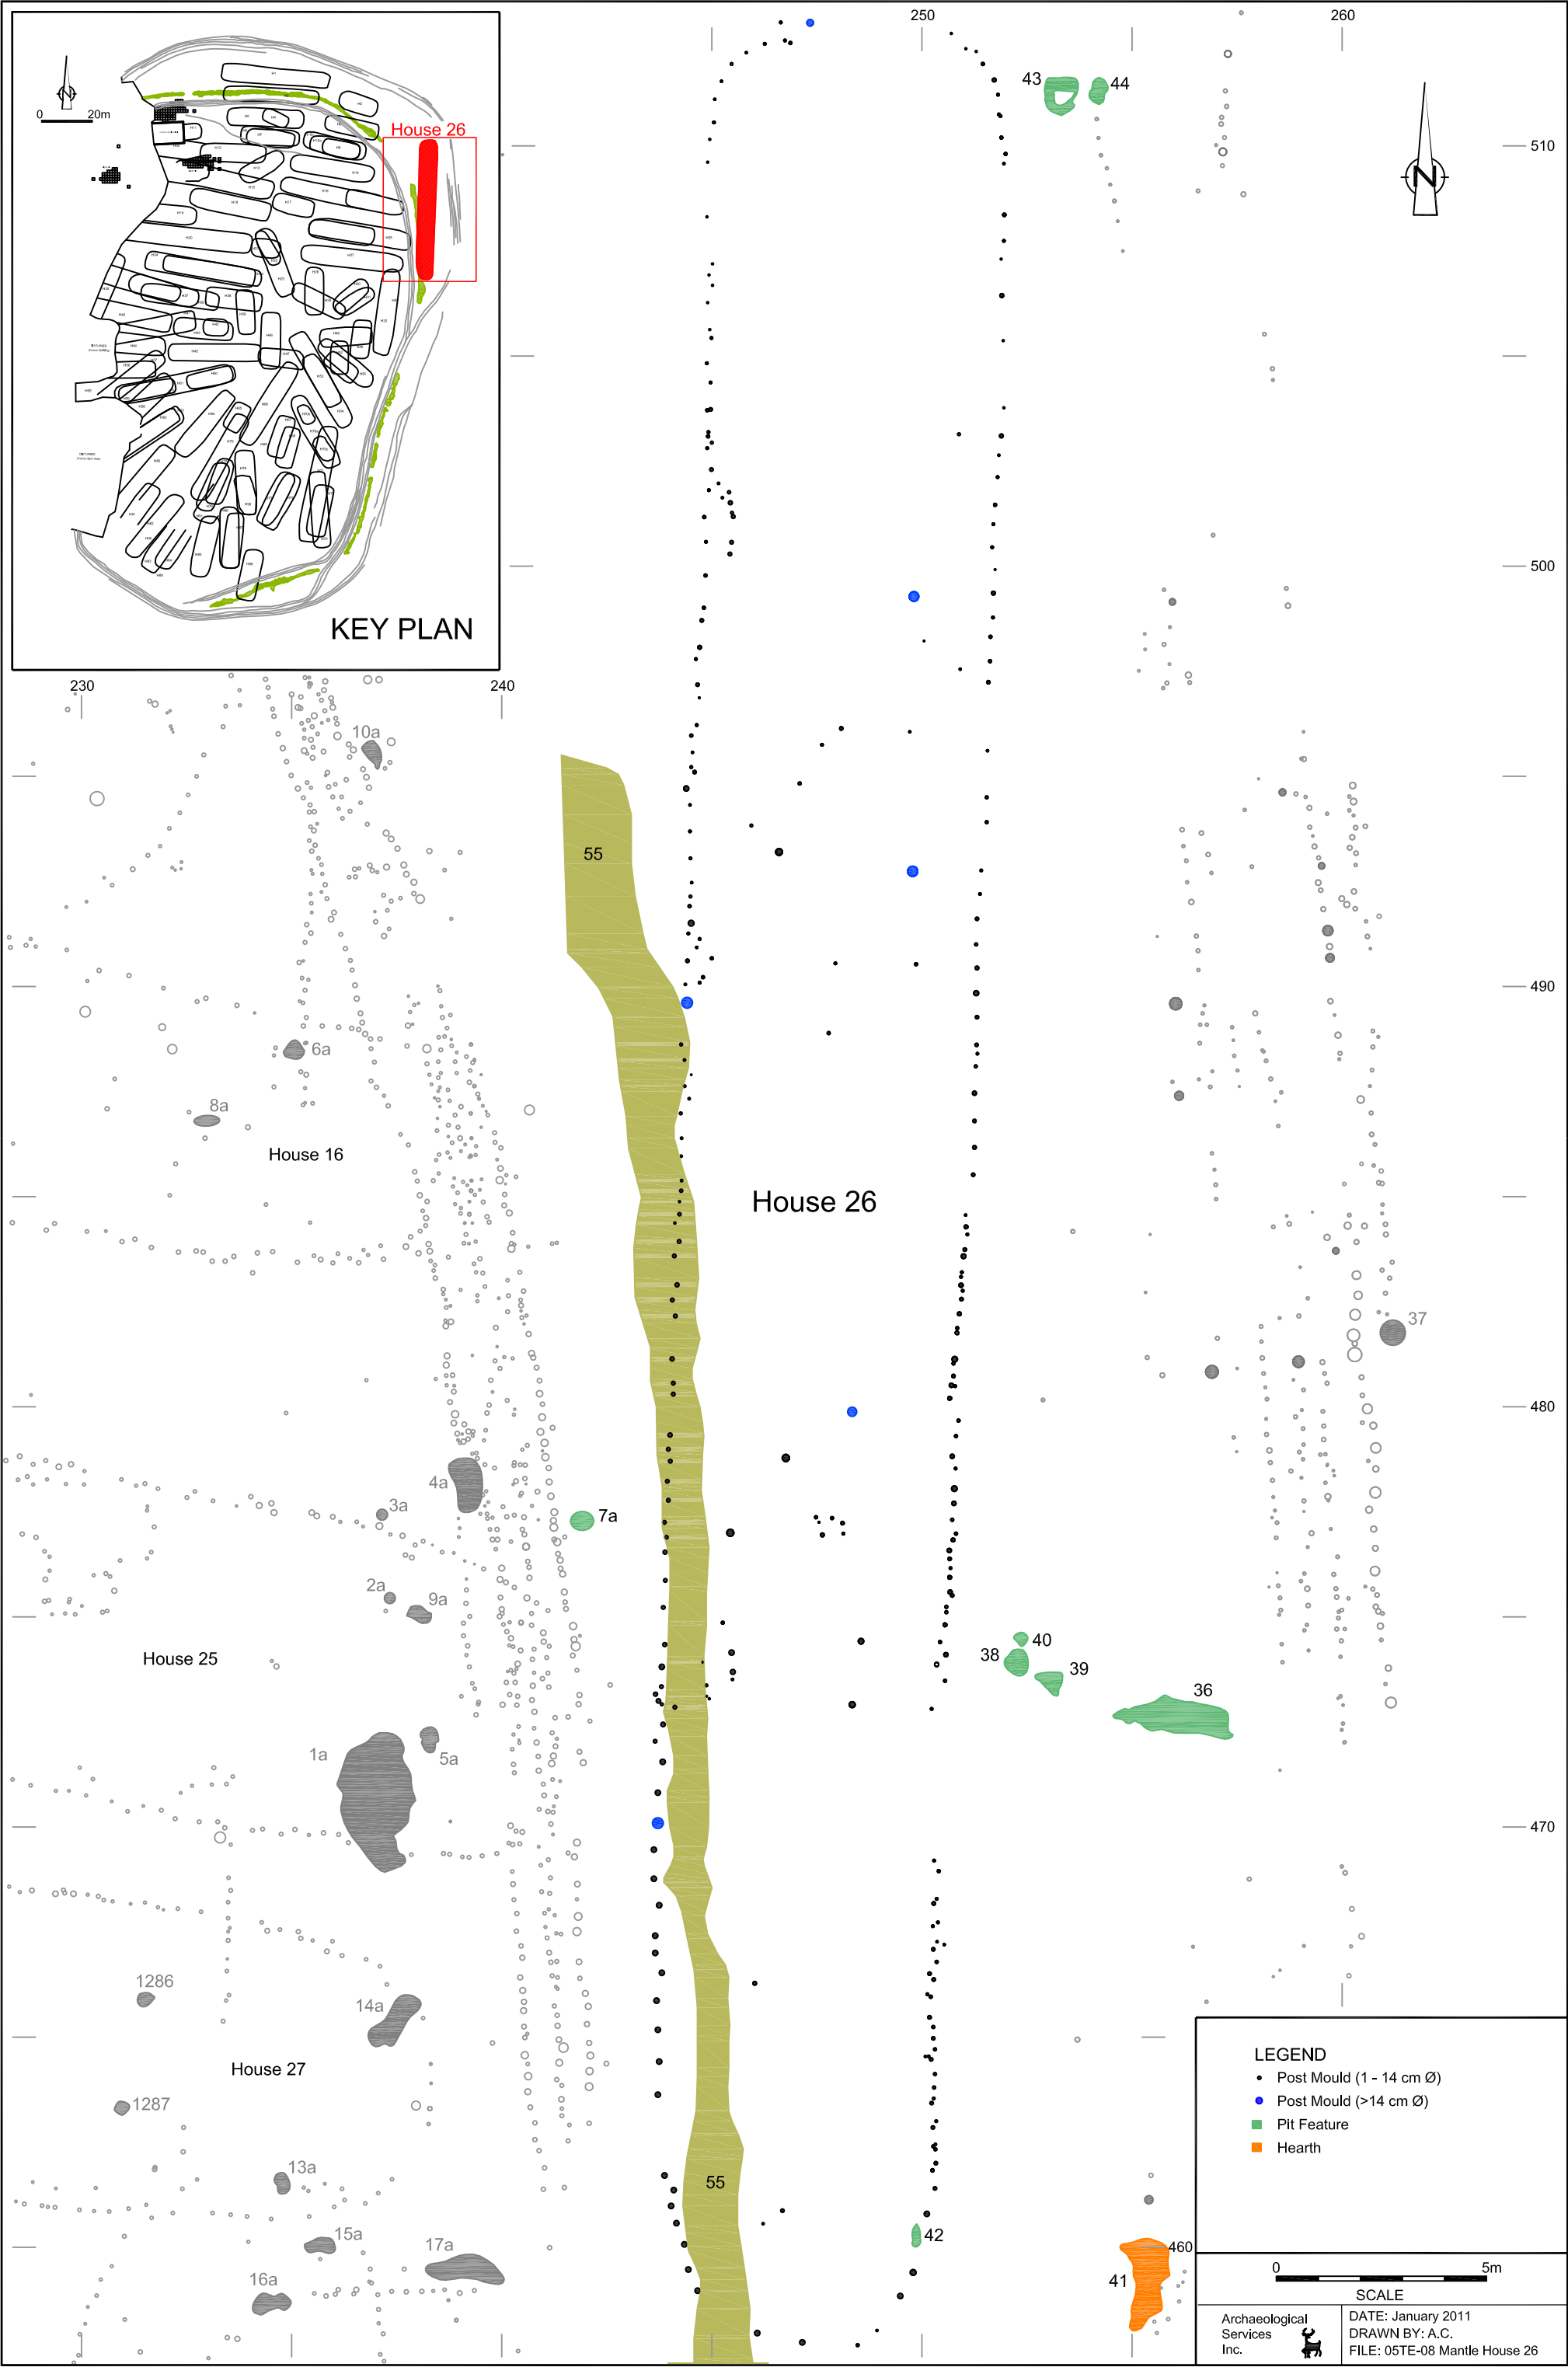 House 26
N
0 20m
KEY PLAN
250
260
43
44
510
N
500
230
240
10a
55
490
6a
8a
House 16
House 26
37
480
4a
3a
7a
2a
9a
House 25
40
38
39
36
1a
5a
470
1286
14a
House 27
1287
13a
55
15a
17a
42
16a
460
41
LEGEND
Post Mould (1 - 14 cm Ø)
Post Mould (>14 cm Ø)
Pit Feature
Hearth
0 5m
SCALE
Archaeological
Services
Inc.
DATE: January 2011
DRAWN BY: A.C.
FILE: 05TE-08 Mantle House 26